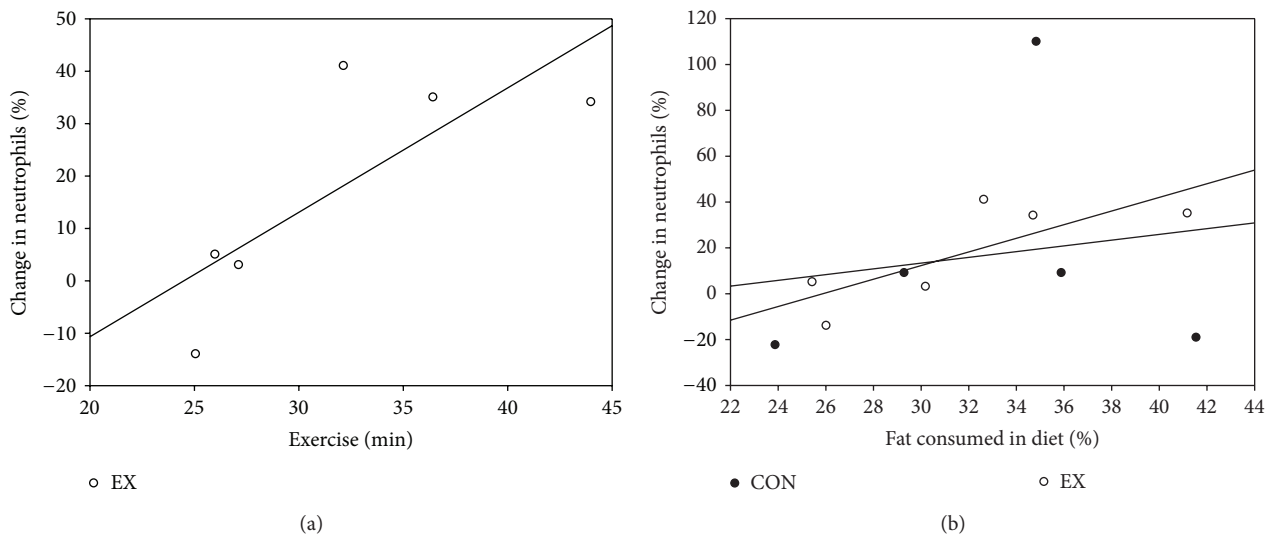 50
40
30
20
10
0
−10
−20
Change in neutrophils (%)
20 25 30 35 40 45
Exercise (min)
EX
(a)
120
100
80
60
40
20
0
−20
−40
Change in neutrophils (%)
22 24 26 28 30 32 34 36 38 40 42 44
Fat consumed in diet (%)
CON EX
(b)